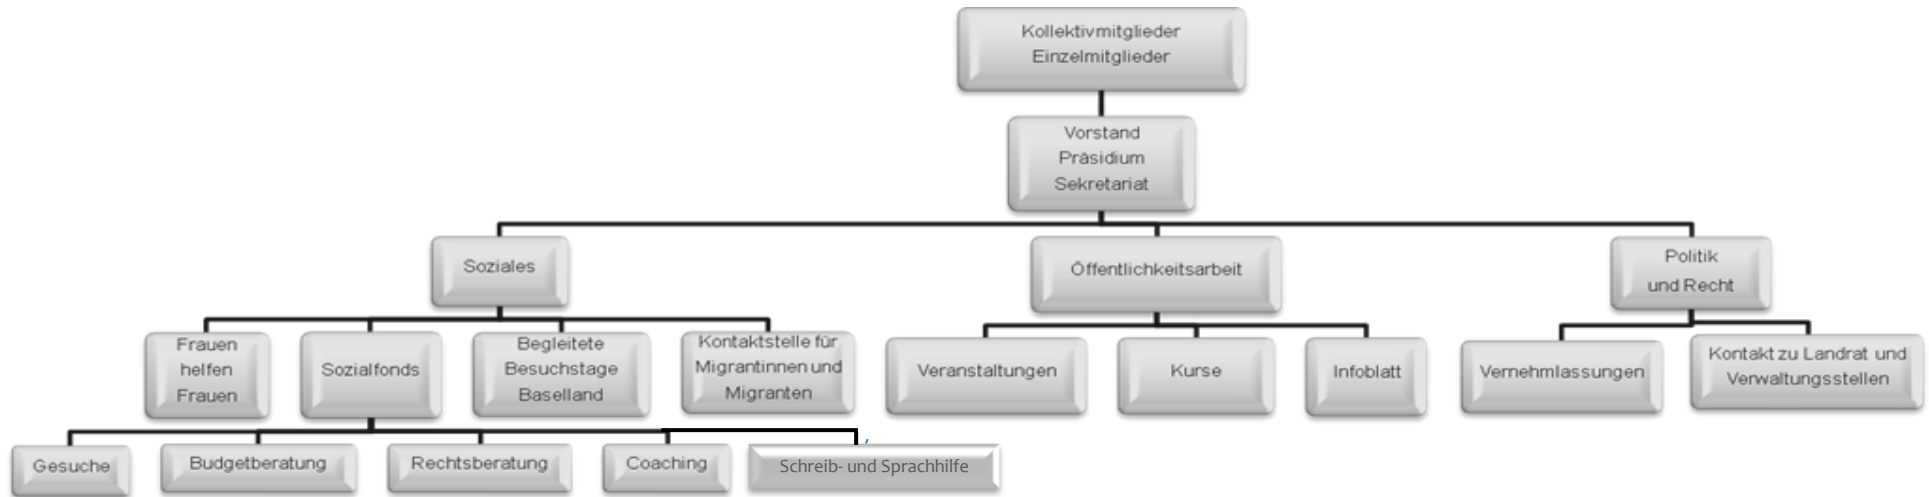 Kollektivmitglieder
Einzelmitglieder
Vorstand
Präsidium
Sekretariat
Soziales
Öffentlichkeitsarbeit
Politik
und Recht
Frauen
helfen
Frauen
Sozialfonds
Begleitete
Besuchstage
Baselland
Kontaktstelle für
Migrantinnen und
Migranten
Veranstaltungen
Kurse
Infoblatt
Vernehmlassungen
Kontakt zu Landrat und
Verwaltungsstellen
Gesuche
Budgetberatung
Rechtsberatung
Coaching
Schreib- und Sprachhilfe